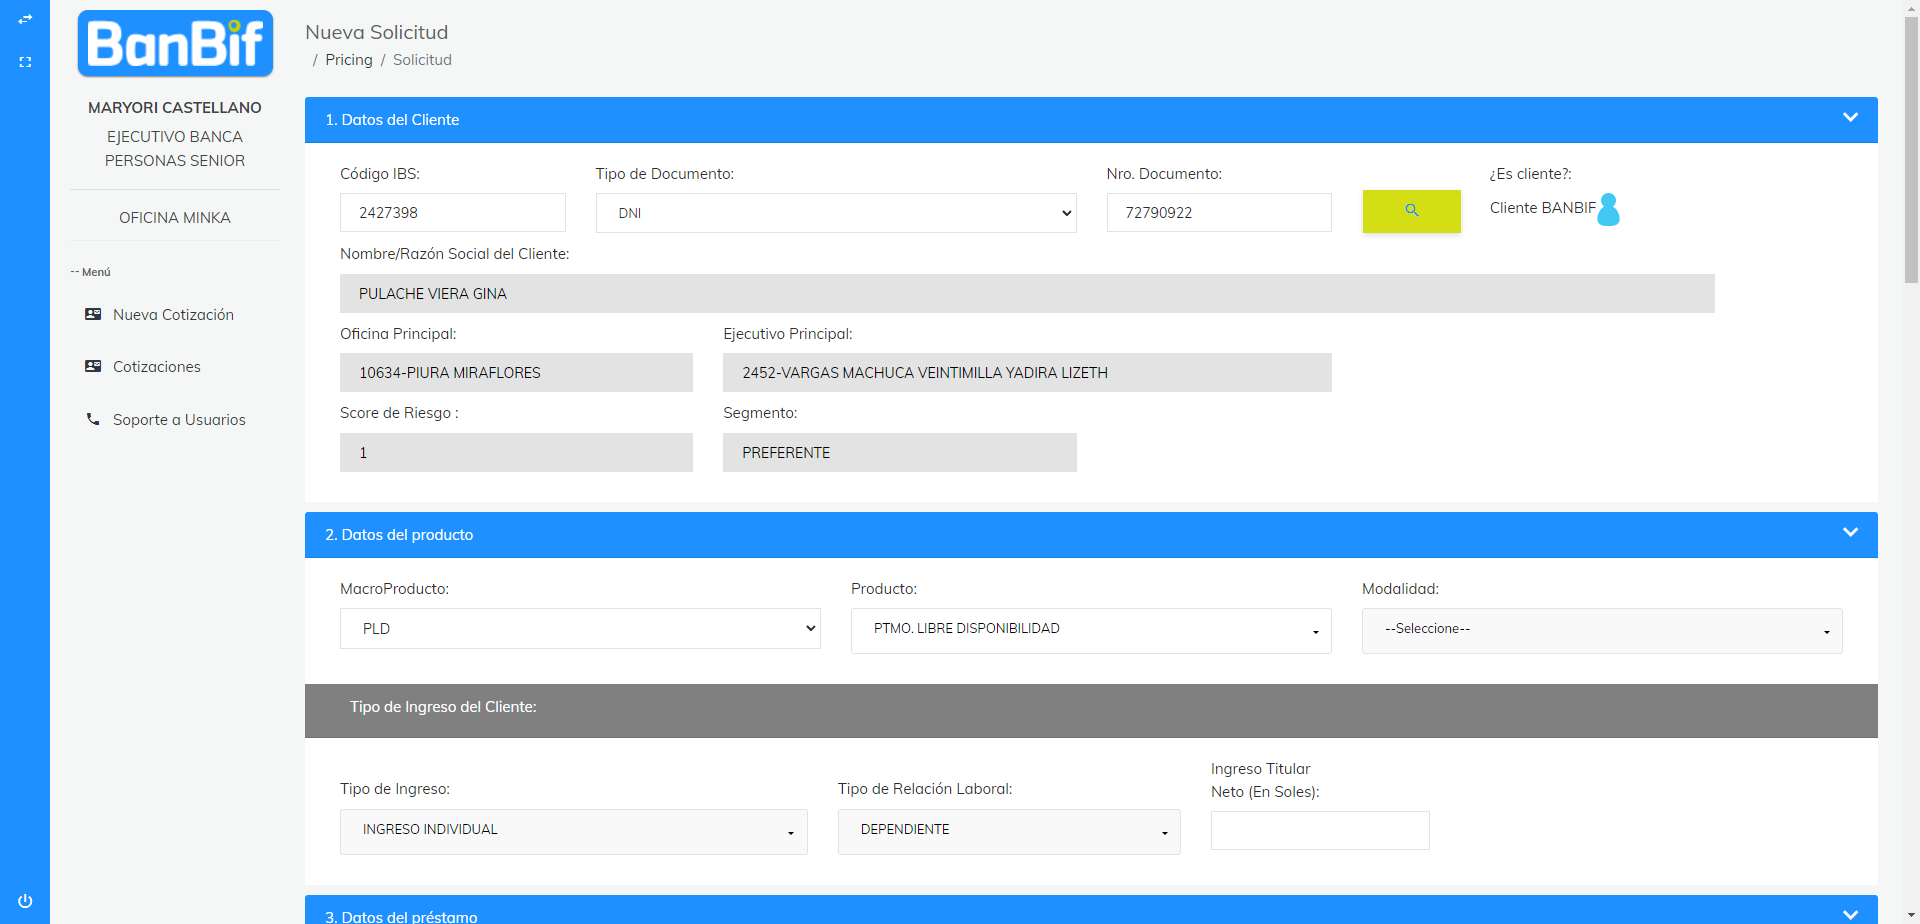 BanBif
MARYORI CASTELLANO
EJECUTIVO BANCA
PERSONAS SENIOR
OFICINA MINKA
-- Menú
Nueva Cotización
Cotizaciones
Soporte a Usuarios
Nueva Solicitud
/ Pricing / Solicitud
1. Datos del Cliente
Código IBS: Tipo de Documento: Nro. Documento: ¿Es cliente?:
2427398 DNI 72790922 Cliente BANBIF
Nombre/Razón Social del Cliente:
PULACHE VIERA GINA
Oficina Principal: Ejecutivo Principal:
10634-PIURA MIRAFLORES 2452-VARGAS MACHUCA VEINTIMILLA YADIRA LIZETH
Score de Riesgo : Segmento:
1 PREFERENTE
2. Datos del producto
MacroProducto: Producto: Modalidad:
PLD PTMO. LIBRE DISPONIBILIDAD --Seleccione--
Tipo de Ingreso del Cliente:
Tipo de Ingreso: Tipo de Relación Laboral: Ingreso Titular
Neto (En Soles):
INGRESO INDIVIDUAL DEPENDIENTE
3. Datos del préstamo